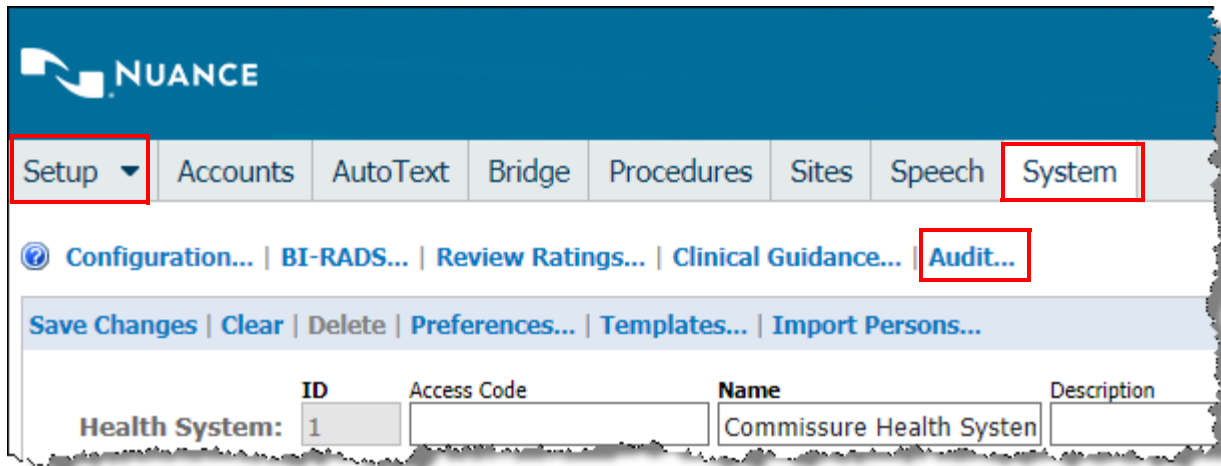 NUANCE
Setup Accounts AutoText Bridge Procedures Sites Speech System
Configuration... | BI-RADS... | Review Ratings... | Clinical Guidance... | Audit...
Save Changes | Clear | Delete | Preferences... | Templates... | Import Persons...
ID Access Code Name Description
Health System: 1 Commissure Health System